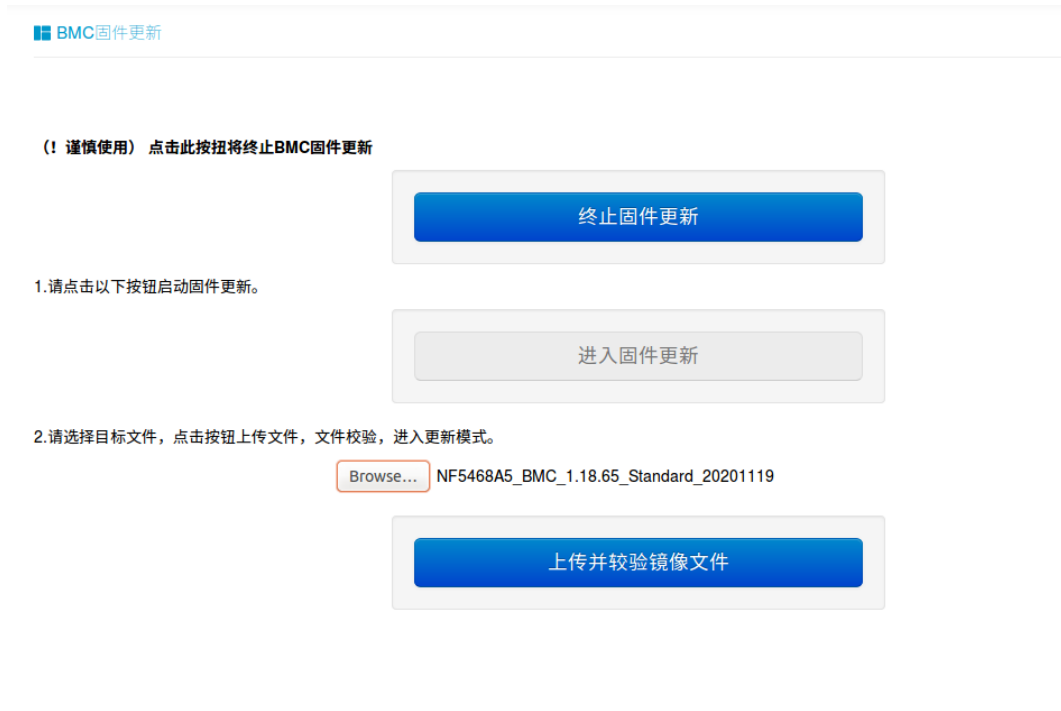 BMC固件更新
（！谨慎使用） 点击此按扭将终止BMC固件更新
终止固件更新
1.请点击以下按钮启动固件更新。
进入固件更新
2.请选择目标文件，点击按钮上传文件，文件校验，进入更新模式。
Browse... NF5468A5_BMC_1.18.65_Standard_20201119
上传并较验镜像文件